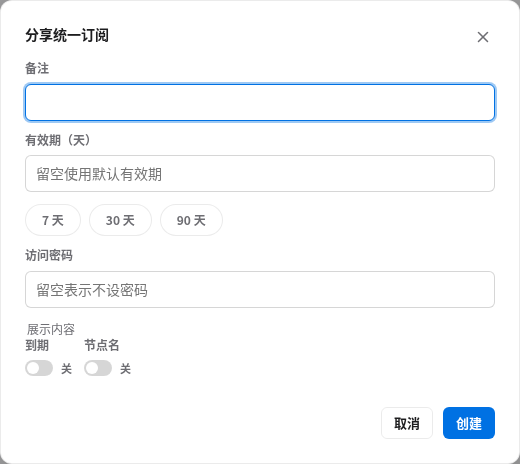 分享统一订阅
备注
有效期（天）
留空使用默认有效期
7 天 30 天 90 天
访问密码
留空表示不设密码
展示内容
到期 节点名
关 关
取消 创建